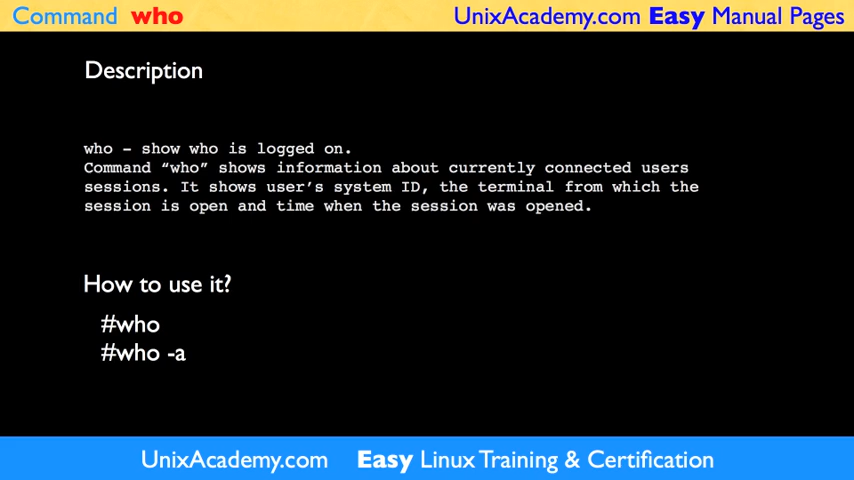 Command who UnixAcademy.com Easy Manual Pages
Description
who – show who is logged on.
Command “who” shows information about currently connected users
sessions. It shows user’s system ID, the terminal from which the
session is open and time when the session was opened.
How to use it?
#who
#who -a
UnixAcademy.com Easy Linux Training & Certification